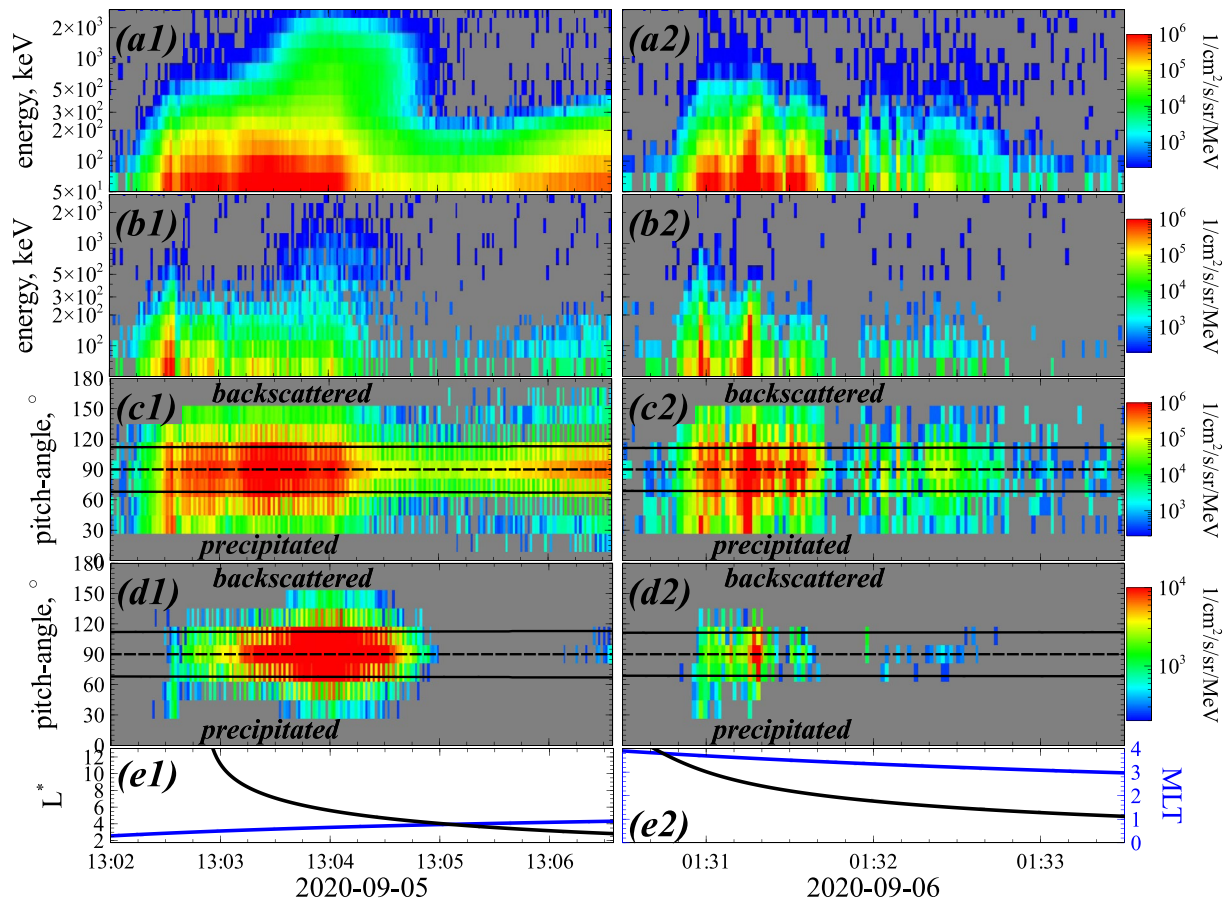 (a1)
(a2)
energy, keV
2×10³
10³
5×10²
3×10²
2×10²
10²
5×10¹
10⁶
10⁵
10⁴
10³
1/cm²/s/sr/MeV
(b1)
(b2)
energy, keV
2×10³
10³
5×10²
3×10²
2×10²
10²
10⁶
10⁵
10⁴
10³
1/cm²/s/sr/MeV
(c1)
backscattered
precipitated
(c2)
backscattered
precipitated
pitch-angle, °
180
150
120
90
60
30
0
10⁶
10⁵
10⁴
10³
1/cm²/s/sr/MeV
(d1)
backscattered
precipitated
(d2)
backscattered
precipitated
pitch-angle, °
180
150
120
90
60
30
0
10⁴
10³
1/cm²/s/sr/MeV
(e1)
(e2)
L*
12
10
8
6
4
2
4
3
2
1
0
MLT
13:02 13:03 13:04 13:05 13:06
2020-09-05
01:31 01:32 01:33
2020-09-06